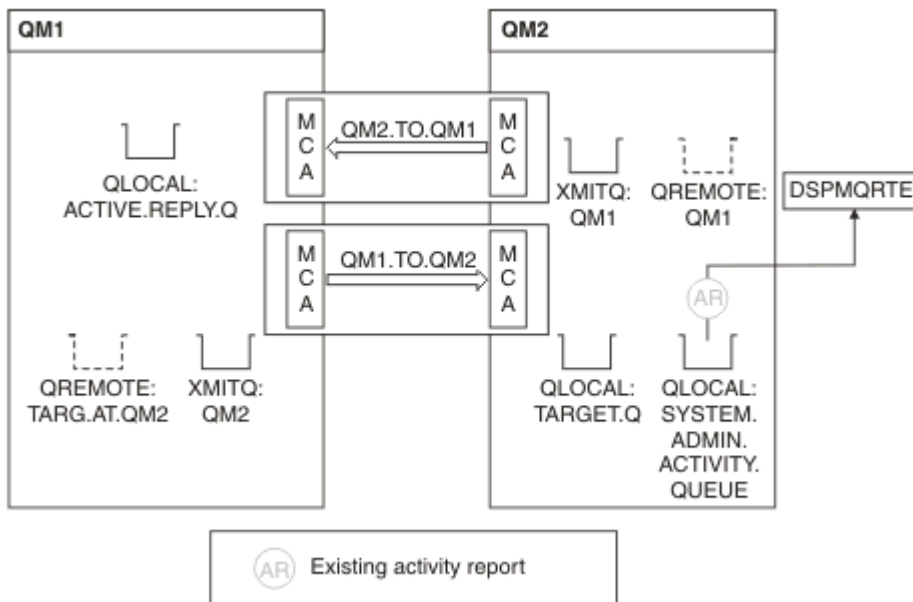 QM1
QM2
M
C
A
QM2.TO.QM1
M
C
A
QLOCAL:
ACTIVE.REPLY.Q
XMITQ:
QM1
QREMOTE:
QM1
DSPMQRTE
M
C
A
QM1.TO.QM2
M
C
A
AR
QREMOTE:
TARG.AT.QM2
XMITQ:
QM2
QLOCAL:
TARGET.Q
QLOCAL:
SYSTEM.
ADMIN.
ACTIVITY.
QUEUE
AR Existing activity report